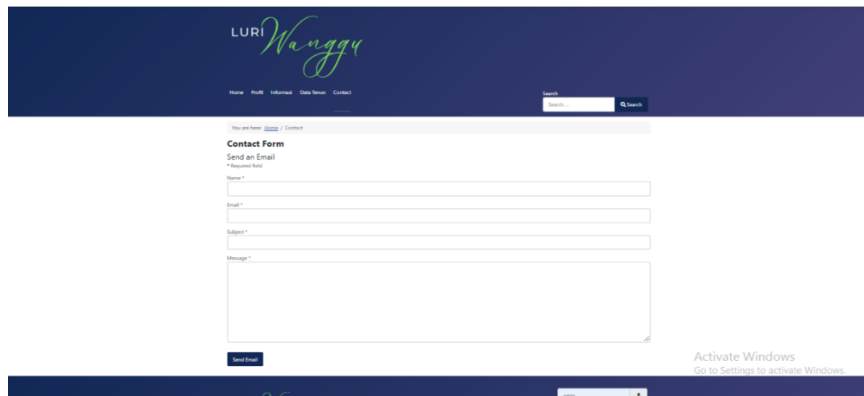 LURI Wanggu
Home Profil Informasi Data Tenun Contact
Search
Search ...
Search
You are here: Home / Contact
Contact Form
Send an Email
* Required field
Name *
Email *
Subject *
Message *
Send Email
Activate Windows
Go to Settings to activate Windows.